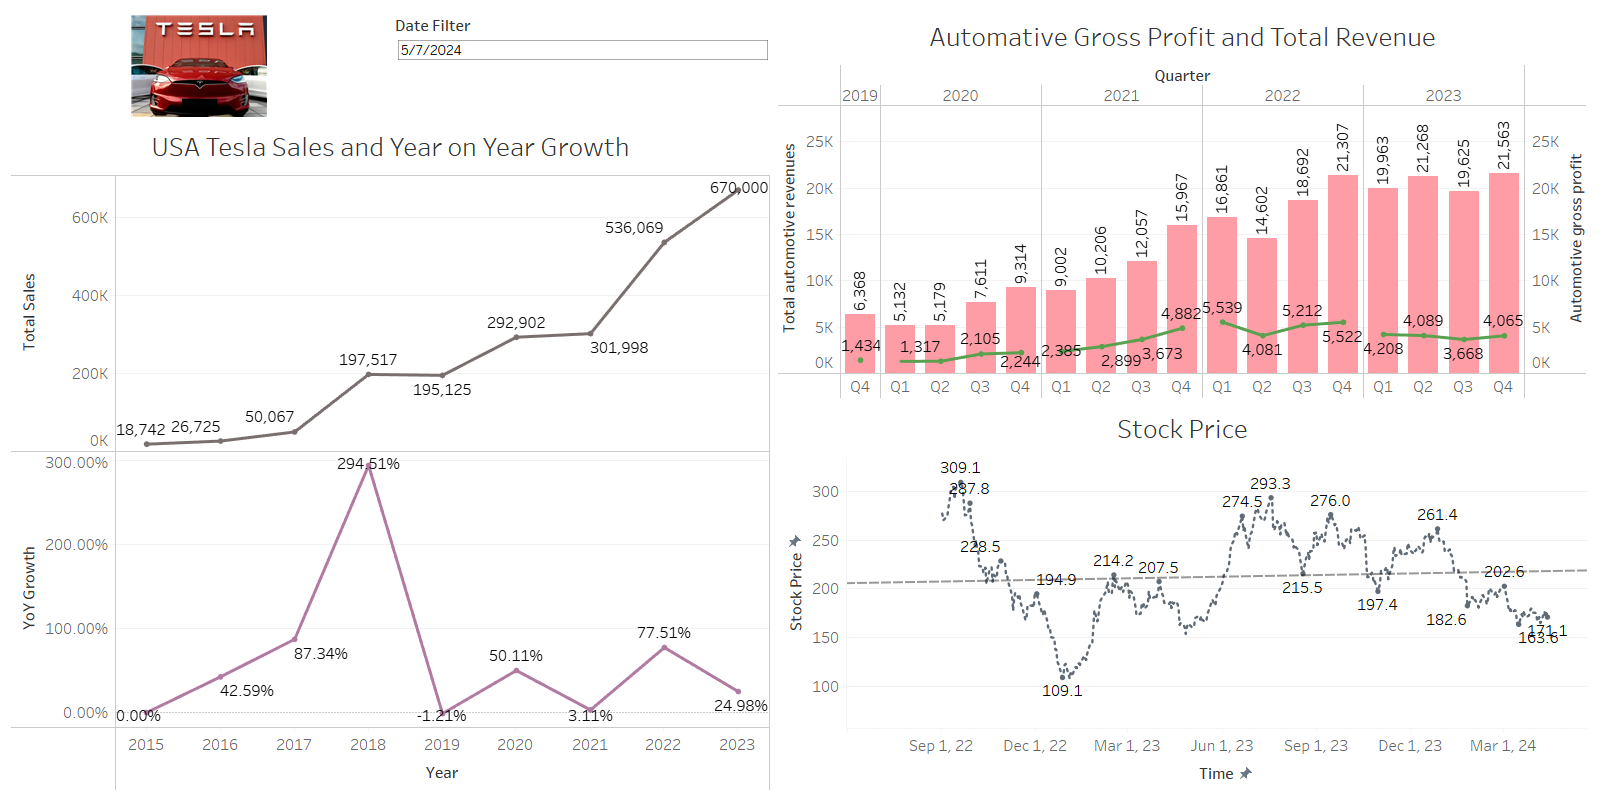 TESLA
Date Filter
5/7/2024
USA Tesla Sales and Year on Year Growth
Total Sales
600K
400K
200K
0K
18,742
26,725
50,067
197,517
195,125
292,902
301,998
536,069
670,000
YoY Growth
300.00%
200.00%
100.00%
0.00%
0.00%
42.59%
87.34%
294.51%
-1.21%
50.11%
3.11%
77.51%
24.98%
2015 2016 2017 2018 2019 2020 2021 2022 2023
Year
Automative Gross Profit and Total Revenue
Quarter
2019 2020 2021 2022 2023
Total automotive revenues
25K
20K
15K
10K
5K
0K
6,368 5,132 5,179 7,611 9,314 9,002 10,206 12,057 15,967 16,861 14,602 18,692 21,307 19,963 21,268 19,625 21,563
1,434 1,317 2,105 2,244 2,385 2,899 3,673 4,882 5,539 4,081 5,212 5,522 4,208 4,089 3,668 4,065
25K
20K
15K
10K
5K
0K
Automotive gross profit
Q4 Q1 Q2 Q3 Q4 Q1 Q2 Q3 Q4 Q1 Q2 Q3 Q4 Q1 Q2 Q3 Q4
Stock Price
Stock Price
300
250
200
150
100
309.1
287.8
228.5
194.9
109.1
214.2
207.5
274.5
293.3
215.5
276.0
197.4
261.4
182.6
202.6
163.6
171.1
Sep 1, 22 Dec 1, 22 Mar 1, 23 Jun 1, 23 Sep 1, 23 Dec 1, 23 Mar 1, 24
Time